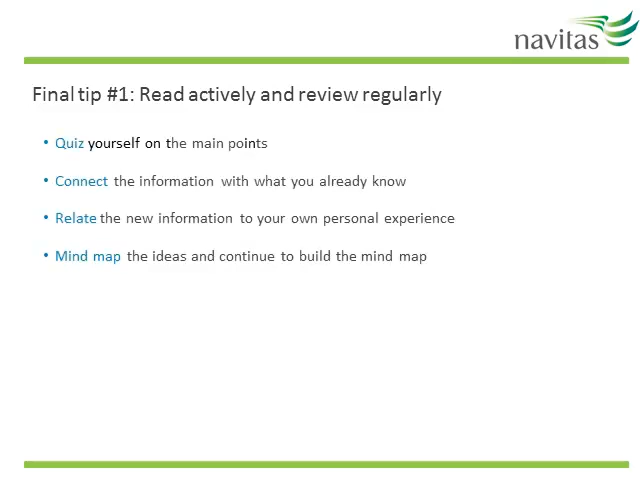 navitas
Final tip #1: Read actively and review regularly
• Quiz yourself on the main points
• Connect the information with what you already know
• Relate the new information to your own personal experience
• Mind map the ideas and continue to build the mind map